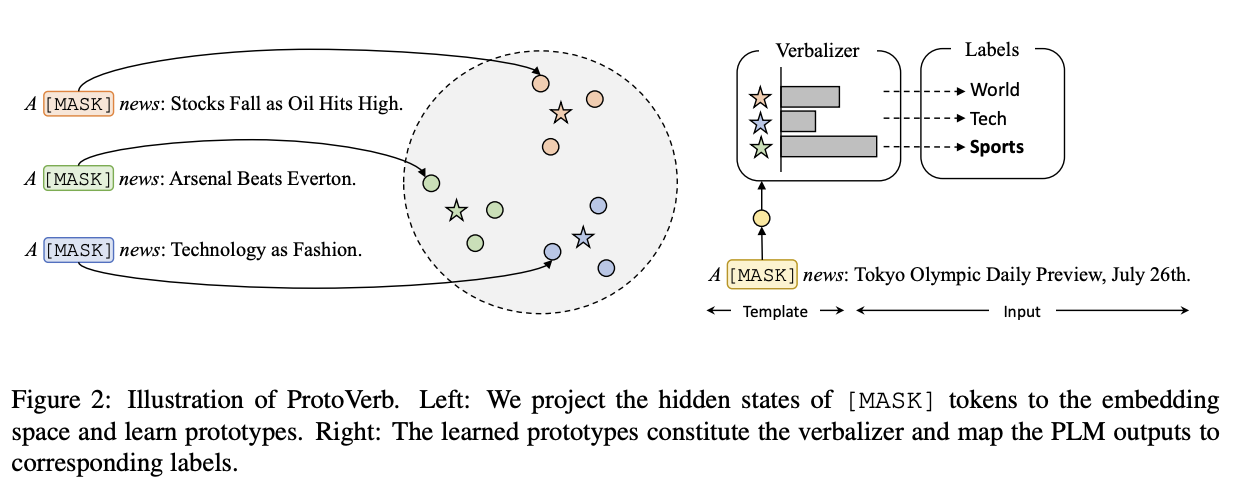 A [MASK] news: Stocks Fall as Oil Hits High.
A [MASK] news: Arsenal Beats Everton.
A [MASK] news: Technology as Fashion.
Verbalizer
Labels
World
Tech
Sports
A [MASK] news: Tokyo Olympic Daily Preview, July 26th.
Template
Input
Figure 2: Illustration of ProtoVerb. Left: We project the hidden states of [MASK] tokens to the embedding
space and learn prototypes. Right: The learned prototypes constitute the verbalizer and map the PLM outputs to
corresponding labels.